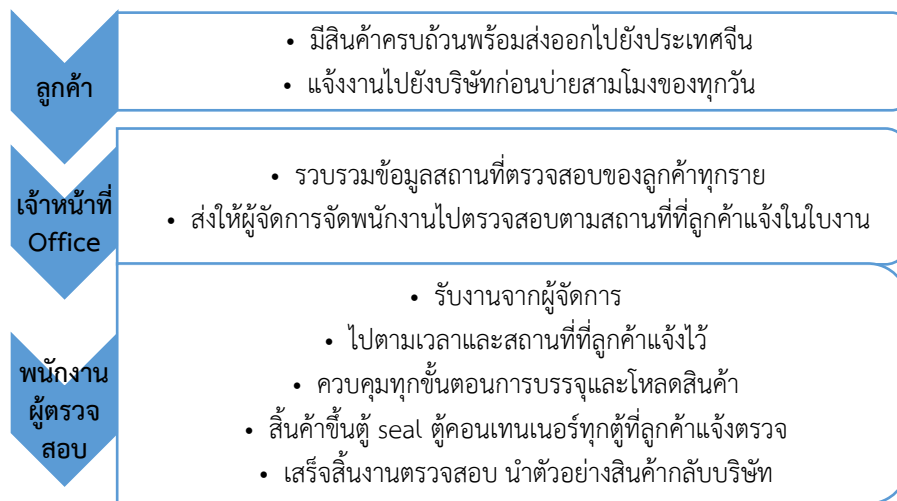 ลูกค้า
• มีสินค้าครบถ้วนพร้อมส่งออกไปยังประเทศจีน
• แจ้งงานไปยังบริษัทก่อนบ่ายสามโมงของทุกวัน
เจ้าหน้าที่
Office
• รวบรวมข้อมูลสถานที่ตรวจสอบของลูกค้าทุกราย
• ส่งให้ผู้จัดการจัดพนักงานไปตรวจสอบตามสถานที่ที่ลูกค้าแจ้งในใบงาน
พนักงาน
ผู้ตรวจ
สอบ
• รับงานจากผู้จัดการ
• ไปตามเวลาและสถานที่ที่ลูกค้าแจ้งไว้
• ควบคุมทุกขั้นตอนการบรรจุและโหลดสินค้า
• สิ้นค้าขึ้นตู้ seal ตู้คอนเทนเนอร์ทุกตู้ที่ลูกค้าแจ้งตรวจ
• เสร็จสิ้นงานตรวจสอบ นำตัวอย่างสินค้ากลับบริษัท